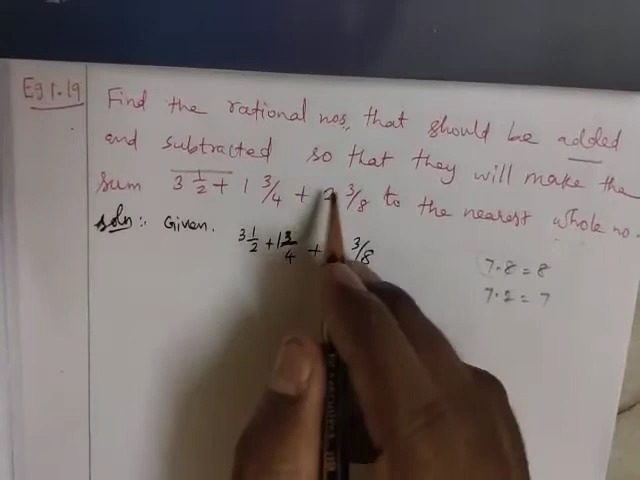 Eg 1.19
Find the rational nos., that should be added
and subtracted so that they will make the
sum 3 1/2 + 1 3/4 + 3/8 to the nearest whole no.
Soln:- Given. 3 1/2 + 1 3/4 + 3/8
7.8 = 8
7.2 = 7